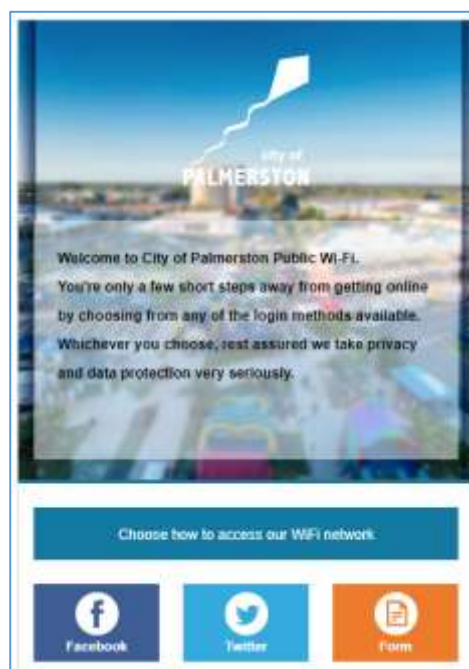 city of
PALMERSTON
Welcome to City of Palmerston Public Wi-Fi.
You're only a few short steps away from getting online
by choosing from any of the login methods available.
Whichever you choose, rest assured we take privacy
and data protection very seriously.
Choose how to access our WiFi network
Facebook
Twitter
Form